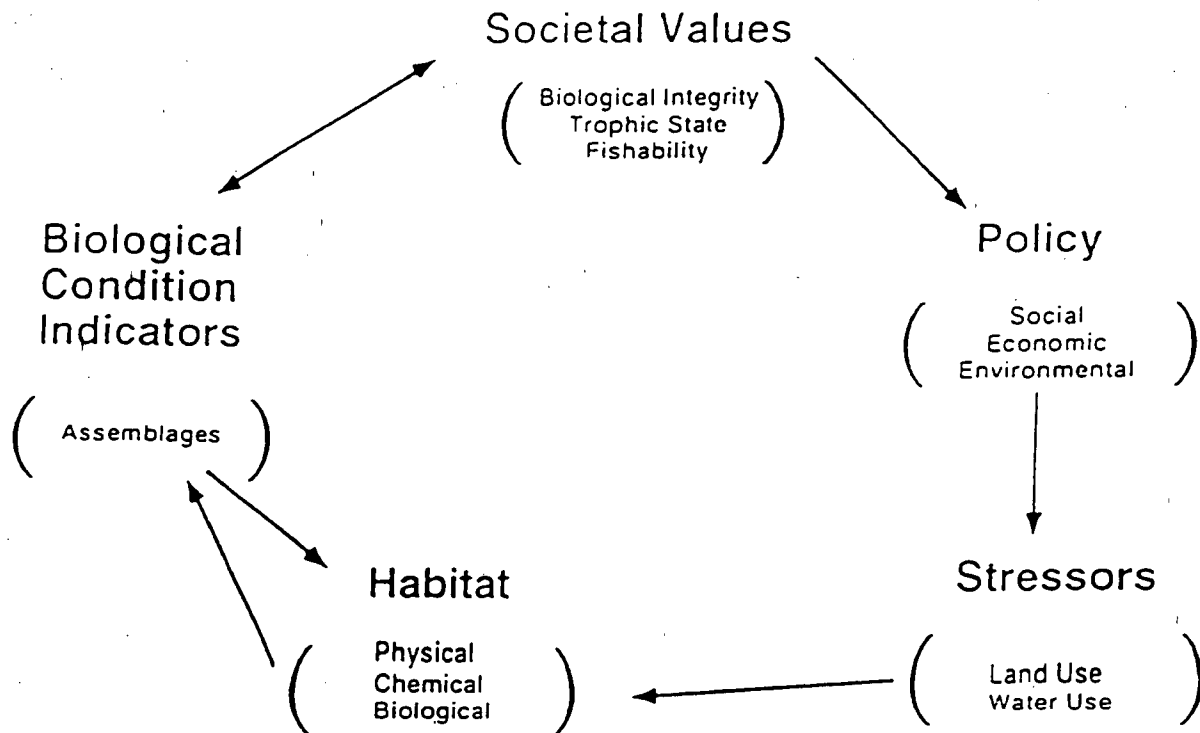 Societal Values
Biological Integrity
Trophic State
Fishability
Biological
Condition
Indicators
Assemblages
Policy
Social
Economic
Environmental
Habitat
Physical
Chemical
Biological
Stressors
Land Use
Water Use